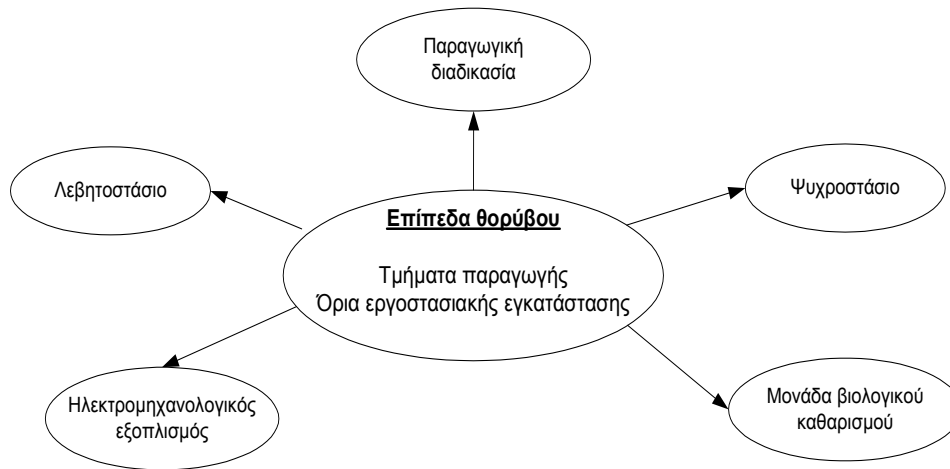 Παραγωγική
διαδικασία
Λεβητοστάσιο
Ψυχροστάσιο
Επίπεδα θορύβου
Τμήματα παραγωγής
Όρια εργοστασιακής εγκατάστασης
Ηλεκτρομηχανολογικός
εξοπλισμός
Μονάδα βιολογικού
καθαρισμού